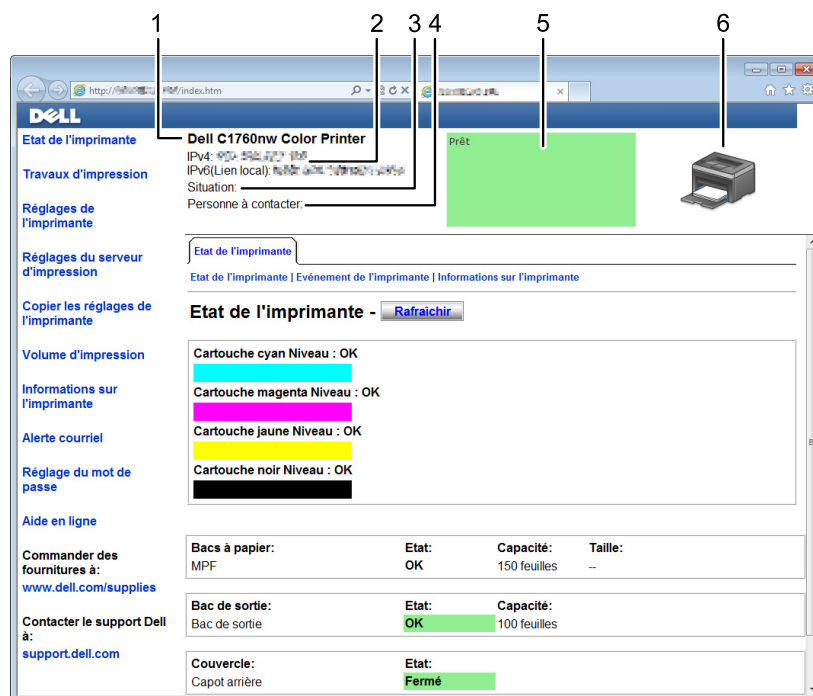 1 2 3 4 5 6
http:// /index.htm
DELL
Etat de l'imprimante
Travaux d'impression
Réglages de
l'imprimante
Réglages du serveur
d'impression
Copier les réglages de
l'imprimante
Volume d'impression
Informations sur
l'imprimante
Alerte courriel
Réglage du mot de
passe
Aide en ligne
Commander des
fournitures à:
www.dell.com/supplies
Contacter le support Dell
à:
support.dell.com
Dell C1760nw Color Printer
IPv4:
IPv6(Lien local):
Situation:
Personne à contacter:
Prêt
Etat de l'imprimante
Etat de l'imprimante | Evénement de l'imprimante | Informations sur l'imprimante
Etat de l'imprimante - Rafraîchir
Cartouche cyan Niveau : OK
Cartouche magenta Niveau : OK
Cartouche jaune Niveau : OK
Cartouche noir Niveau : OK
Bacs à papier: Etat: Capacité: Taille:
MPF OK 150 feuilles --
Bac de sortie: Etat: Capacité:
Bac de sortie OK 100 feuilles
Couvercle: Etat:
Capot arrière Fermé